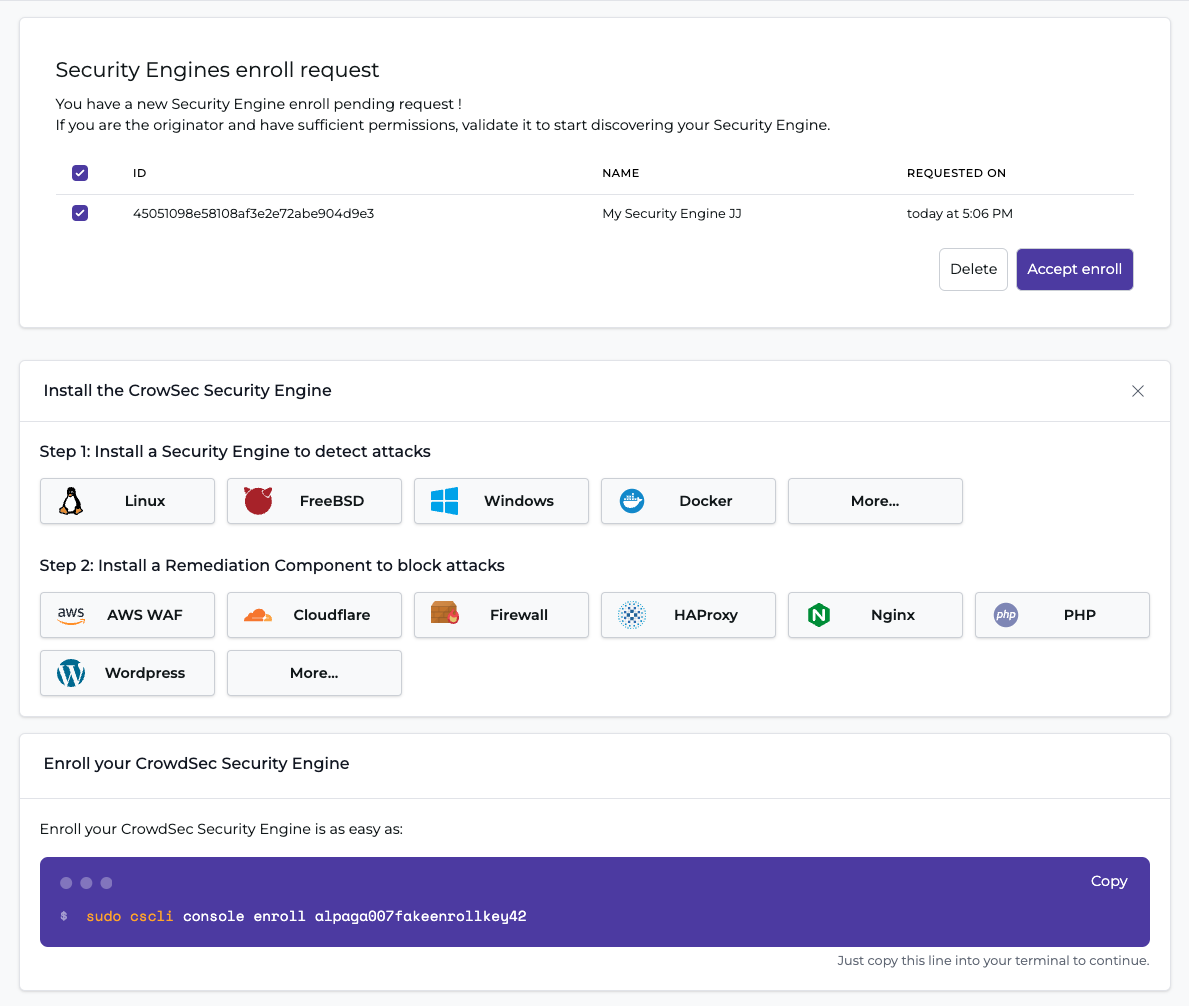 Security Engines enroll request
You have a new Security Engine enroll pending request !
If you are the originator and have sufficient permissions, validate it to start discovering your Security Engine.
ID NAME REQUESTED ON
45051098e58108af3e2e72abe904d9e3 My Security Engine JJ today at 5:06 PM
Delete Accept enroll
Install the CrowSec Security Engine
Step 1: Install a Security Engine to detect attacks
Linux FreeBSD Windows Docker More...
Step 2: Install a Remediation Component to block attacks
aws AWS WAF Cloudflare Firewall HAProxy Nginx php PHP
Wordpress More...
Enroll your CrowdSec Security Engine
Enroll your CrowdSec Security Engine is as easy as:
Copy
$ sudo cscli console enroll alpaga007fakeenrollkey42
Just copy this line into your terminal to continue.